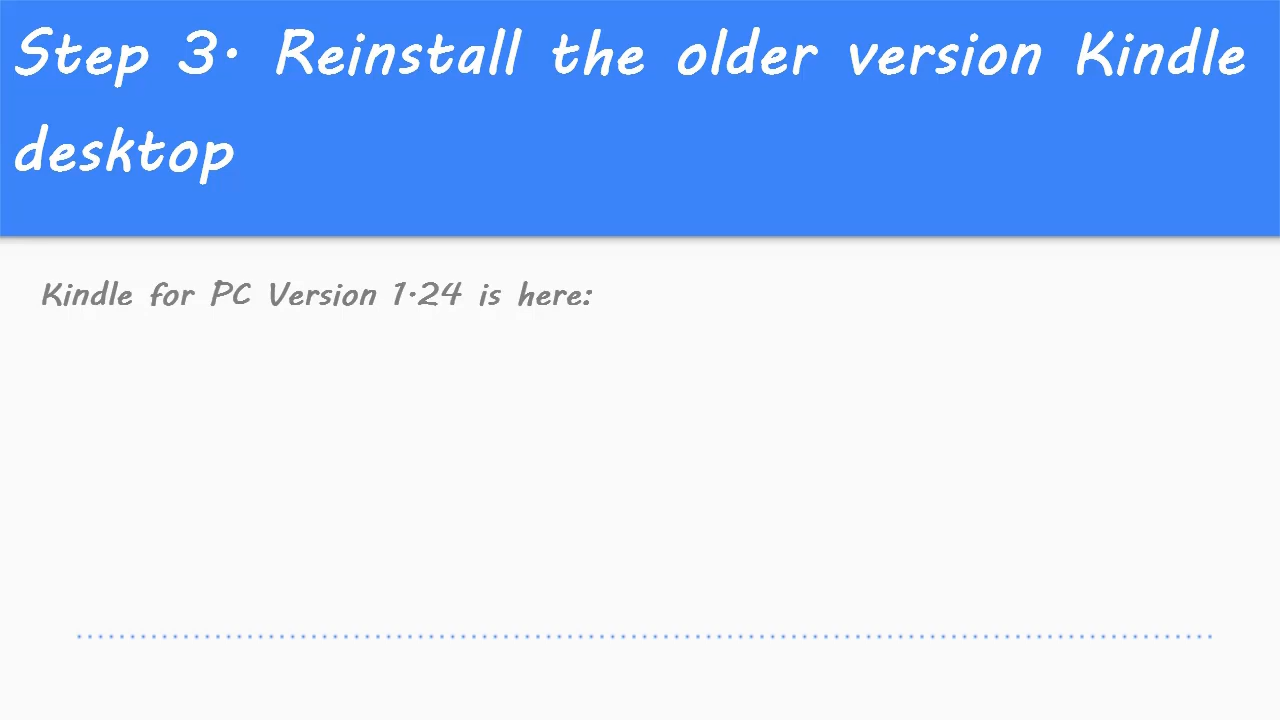 Step 3. Reinstall the older version Kindle
desktop
Kindle for PC Version 1.24 is here: